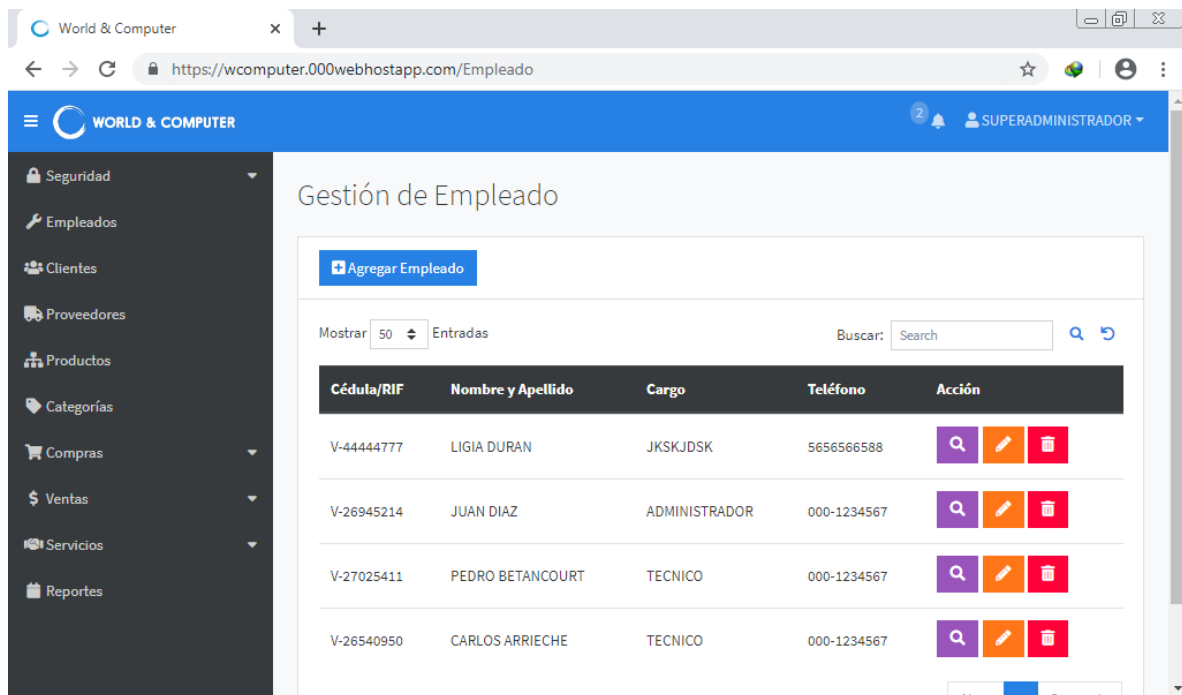 World & Computer
https://wcomputer.000webhostapp.com/Empleado
WORLD & COMPUTER
2
SUPERADMINISTRADOR
Seguridad
Empleados
Clientes
Proveedores
Productos
Categorías
Compras
$ Ventas
Servicios
Reportes
Gestión de Empleado
Agregar Empleado
Mostrar 50 Entradas
Buscar: Search
Cédula/RIF Nombre y Apellido Cargo Teléfono Acción
V-44444777 LIGIA DURAN JKSKJDSK 5656566588
V-26945214 JUAN DIAZ ADMINISTRADOR 000-1234567
V-27025411 PEDRO BETANCOURT TECNICO 000-1234567
V-26540950 CARLOS ARRIECHE TECNICO 000-1234567